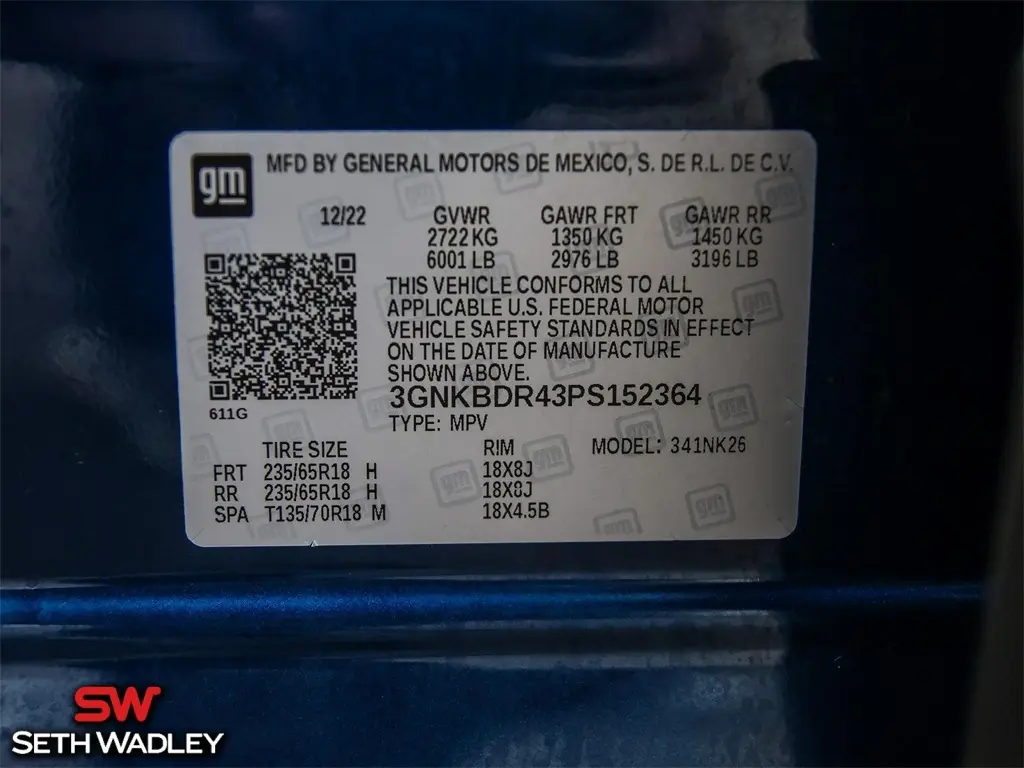 gm
MFD BY GENERAL MOTORS DE MEXICO, S. DE R.L. DE C.V.
12/22 GVWR GAWR FRT GAWR RR
2722 KG 1350 KG 1450 KG
6001 LB 2976 LB 3196 LB
THIS VEHICLE CONFORMS TO ALL
APPLICABLE U.S. FEDERAL MOTOR
VEHICLE SAFETY STANDARDS IN EFFECT
ON THE DATE OF MANUFACTURE
SHOWN ABOVE.
3GNKBDR43PS152364
611G
TYPE: MPV
TIRE SIZE RIM MODEL: 341NK26
FRT 235/65R18 H 18X8J
RR 235/65R18 H 18X8J
SPA T135/70R18 M 18X4.5B
SW
SETH WADLEY